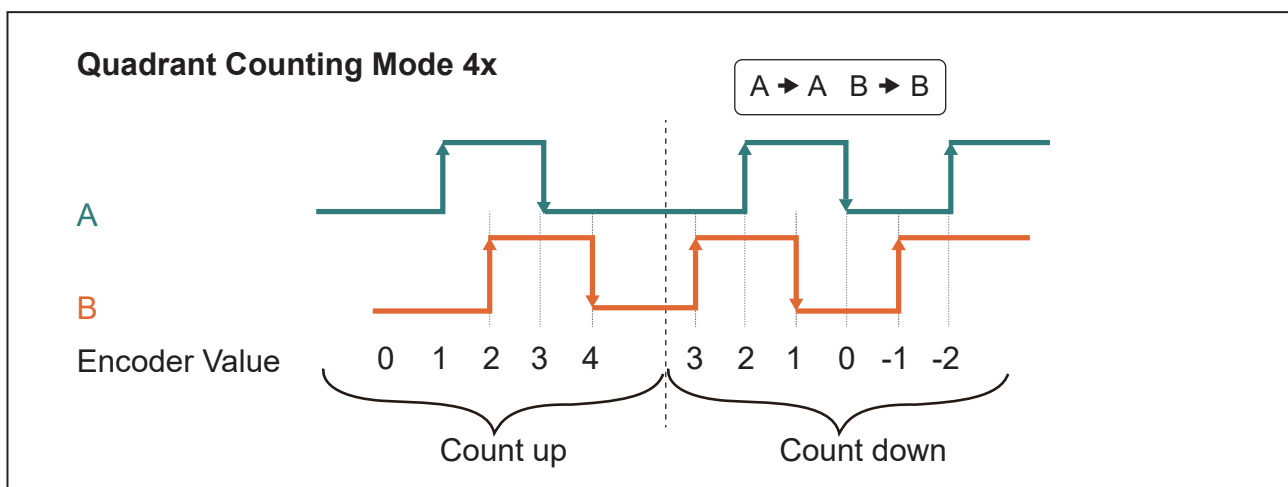 Quadrant Counting Mode 4x
A → A B → B
A
B
Encoder Value 0 1 2 3 4 3 2 1 0 -1 -2
Count up Count down